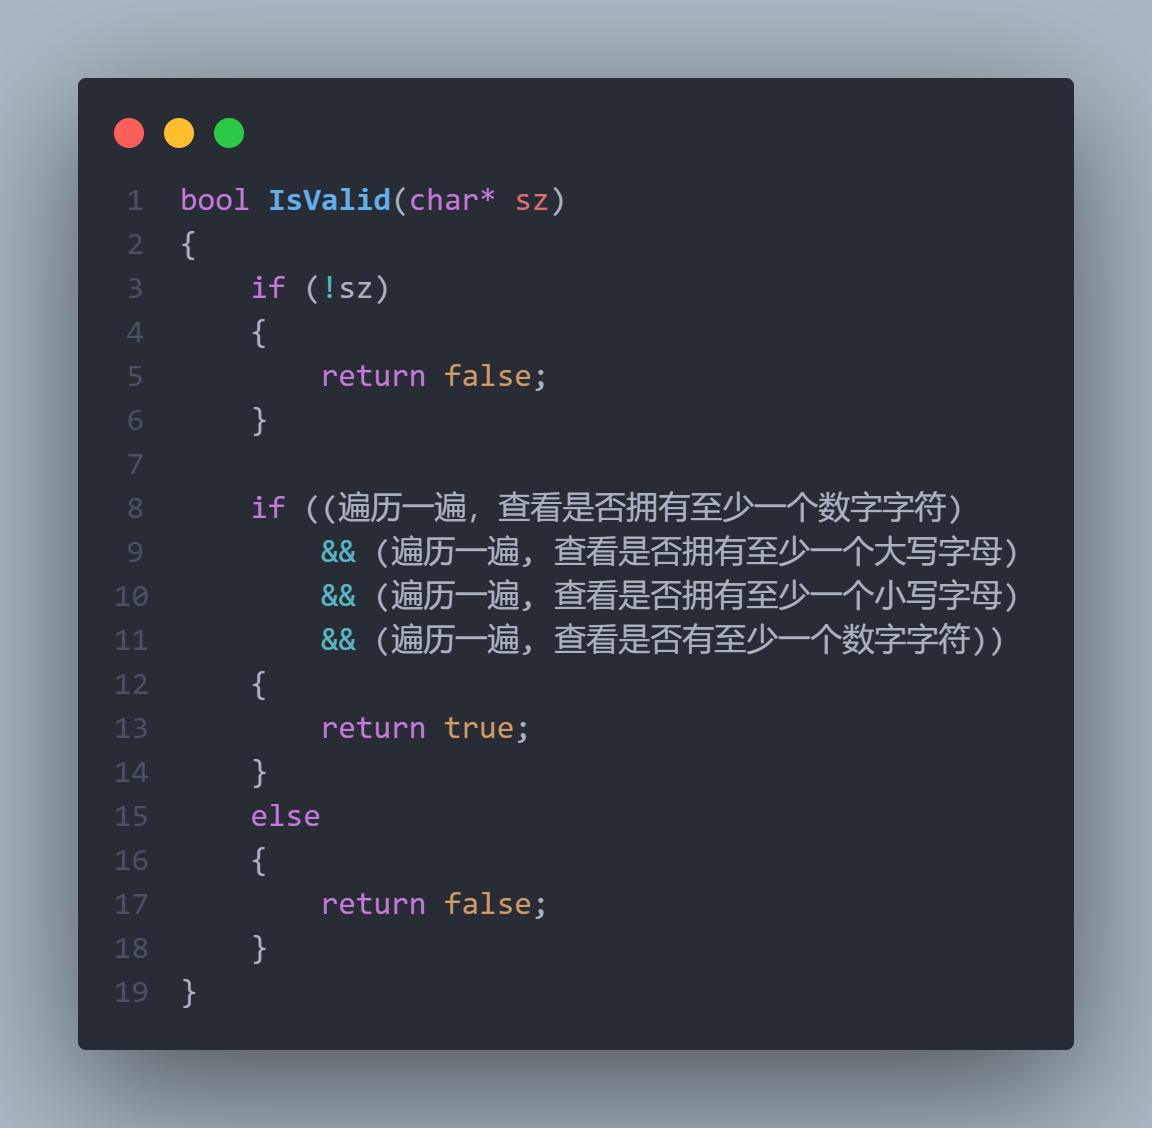 1 bool IsValid(char* sz)
2 {
3     if (!sz)
4     {
5         return false;
6     }
7
8     if ((遍历一遍, 查看是否拥有至少一个数字字符)
9         && (遍历一遍, 查看是否拥有至少一个大写字母)
10         && (遍历一遍, 查看是否拥有至少一个小写字母)
11         && (遍历一遍, 查看是否有至少一个数字字符))
12     {
13         return true;
14     }
15     else
16     {
17         return false;
18     }
19 }